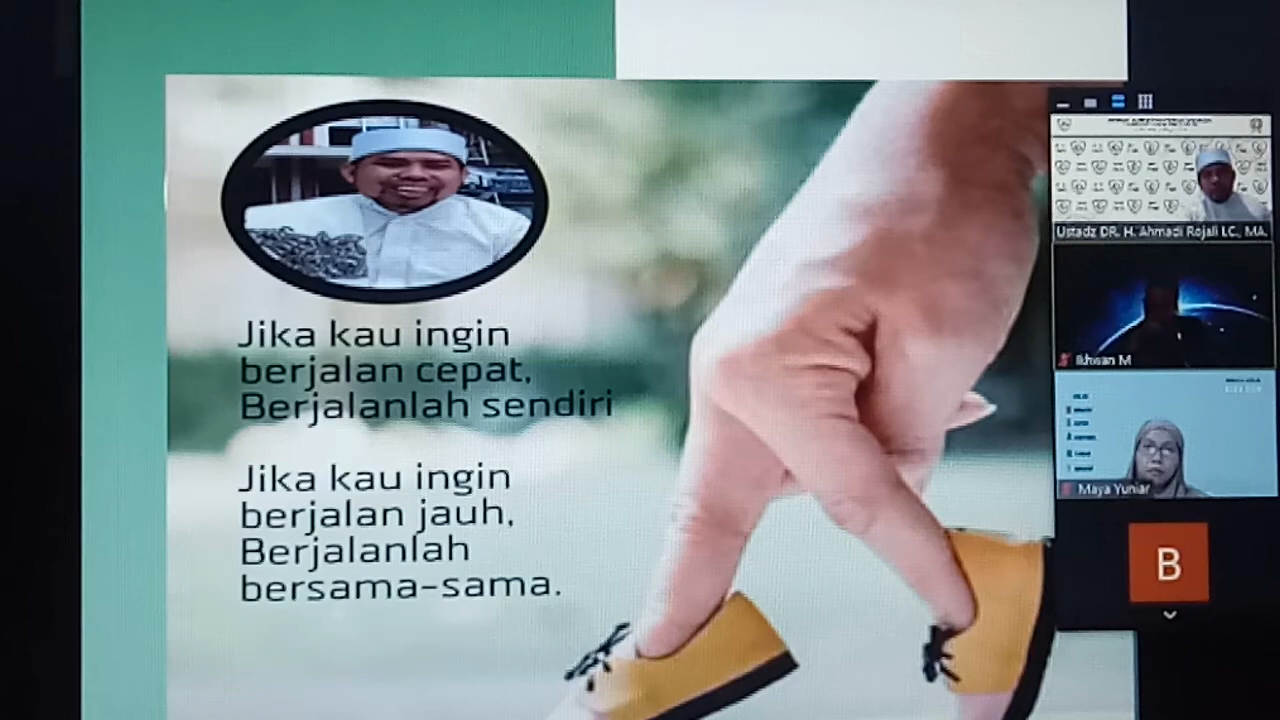 Jika kau ingin
berjalan cepat,
Berjalanlah sendiri
Jika kau ingin
berjalan jauh,
Berjalanlah
bersama-sama.
Ustadz DR. H. Ahmadi Rojali LC., MA.
Ikhwan M
Maya Yuniar
B